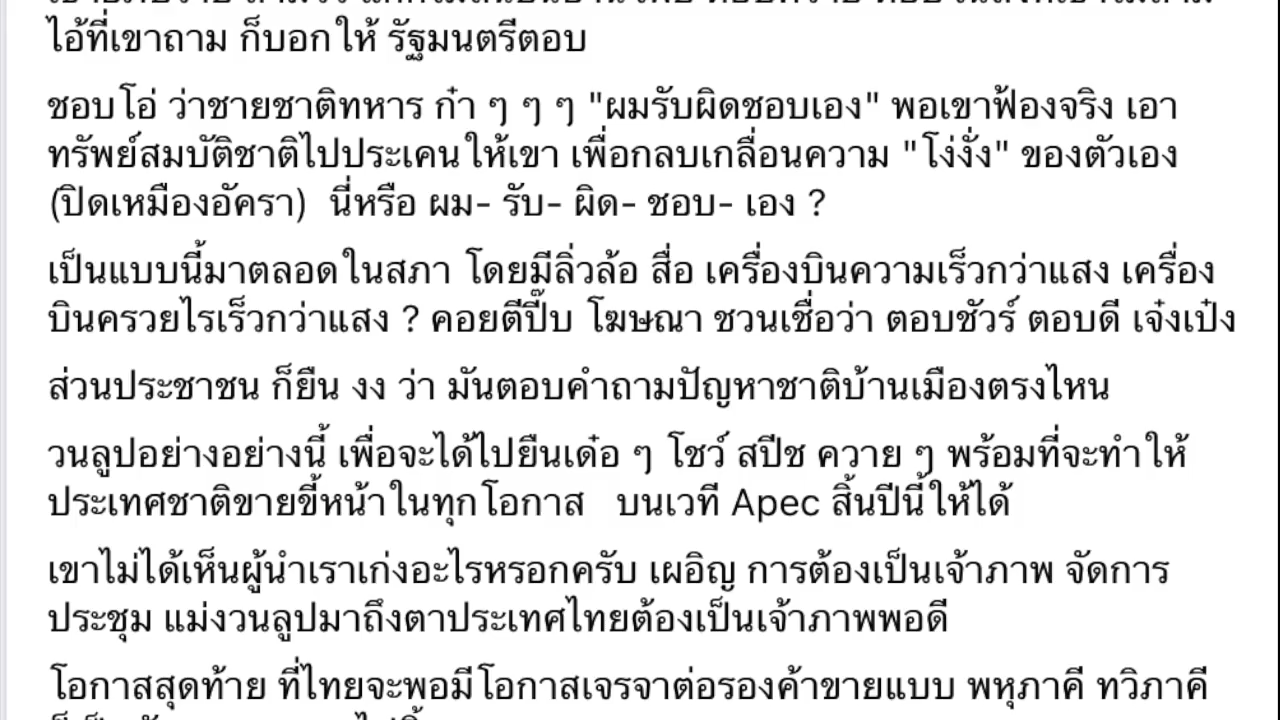 ไอ้ที่เขาถาม ก็บอกให้ รัฐมนตรีตอบ
ชอบโอ่ ว่าชายชาติทหาร ก๋า ๆ ๆ ๆ "ผมรับผิดชอบเอง" พอเขาฟ้องจริง เอา
ทรัพย์สมบัติชาติไปประเคนให้เขา เพื่อกลบเกลื่อนความ "โง่งั่ง" ของตัวเอง
(ปิดเหมืองอัครา) นี่หรือ ผม- รับ- ผิด- ชอบ- เอง ?
เป็นแบบนี้มาตลอดในสภา โดยมีลิ่วล้อ สื่อ เครื่องบินความเร็วกว่าแสง เครื่อง
บินครวยไรเร็วกว่าแสง ? คอยตีปี๊บ โฆษณา ชวนเชื่อว่า ตอบชัวร์ ตอบดี เจ๋งเป๋ง
ส่วนประชาชน ก็ยืน งง ว่า มันตอบคำถามปัญหาชาติบ้านเมืองตรงไหน
วนลูปอย่างอย่างนี้ เพื่อจะได้ไปยืนเด๋อ ๆ โชว์ สปีช ควาย ๆ พร้อมที่จะทำให้
ประเทศชาติขายขี้หน้าในทุกโอกาส บนเวที Apec สิ้นปีนี้ให้ได้
เขาไม่ได้เห็นผู้นำเราเก่งอะไรหรอกครับ เผอิญ การต้องเป็นเจ้าภาพ จัดการ
ประชุม แม่งวนลูปมาถึงตาประเทศไทยต้องเป็นเจ้าภาพพอดี
โอกาสสุดท้าย ที่ไทยจะพอมีโอกาสเจรจาต่อรองค้าขายแบบ พหุภาคี ทวิภาคี